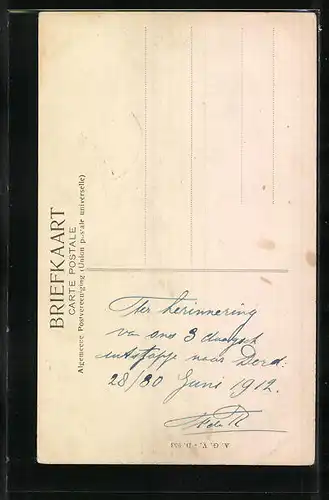 BRIEFKAART
CARTE POSTALE
Algemeene Postvereeniging (Union postale universelle)
Ter herinnering
van ons 3 daagsch
uitstapje naar Dord:
28/30 Juni 1912.